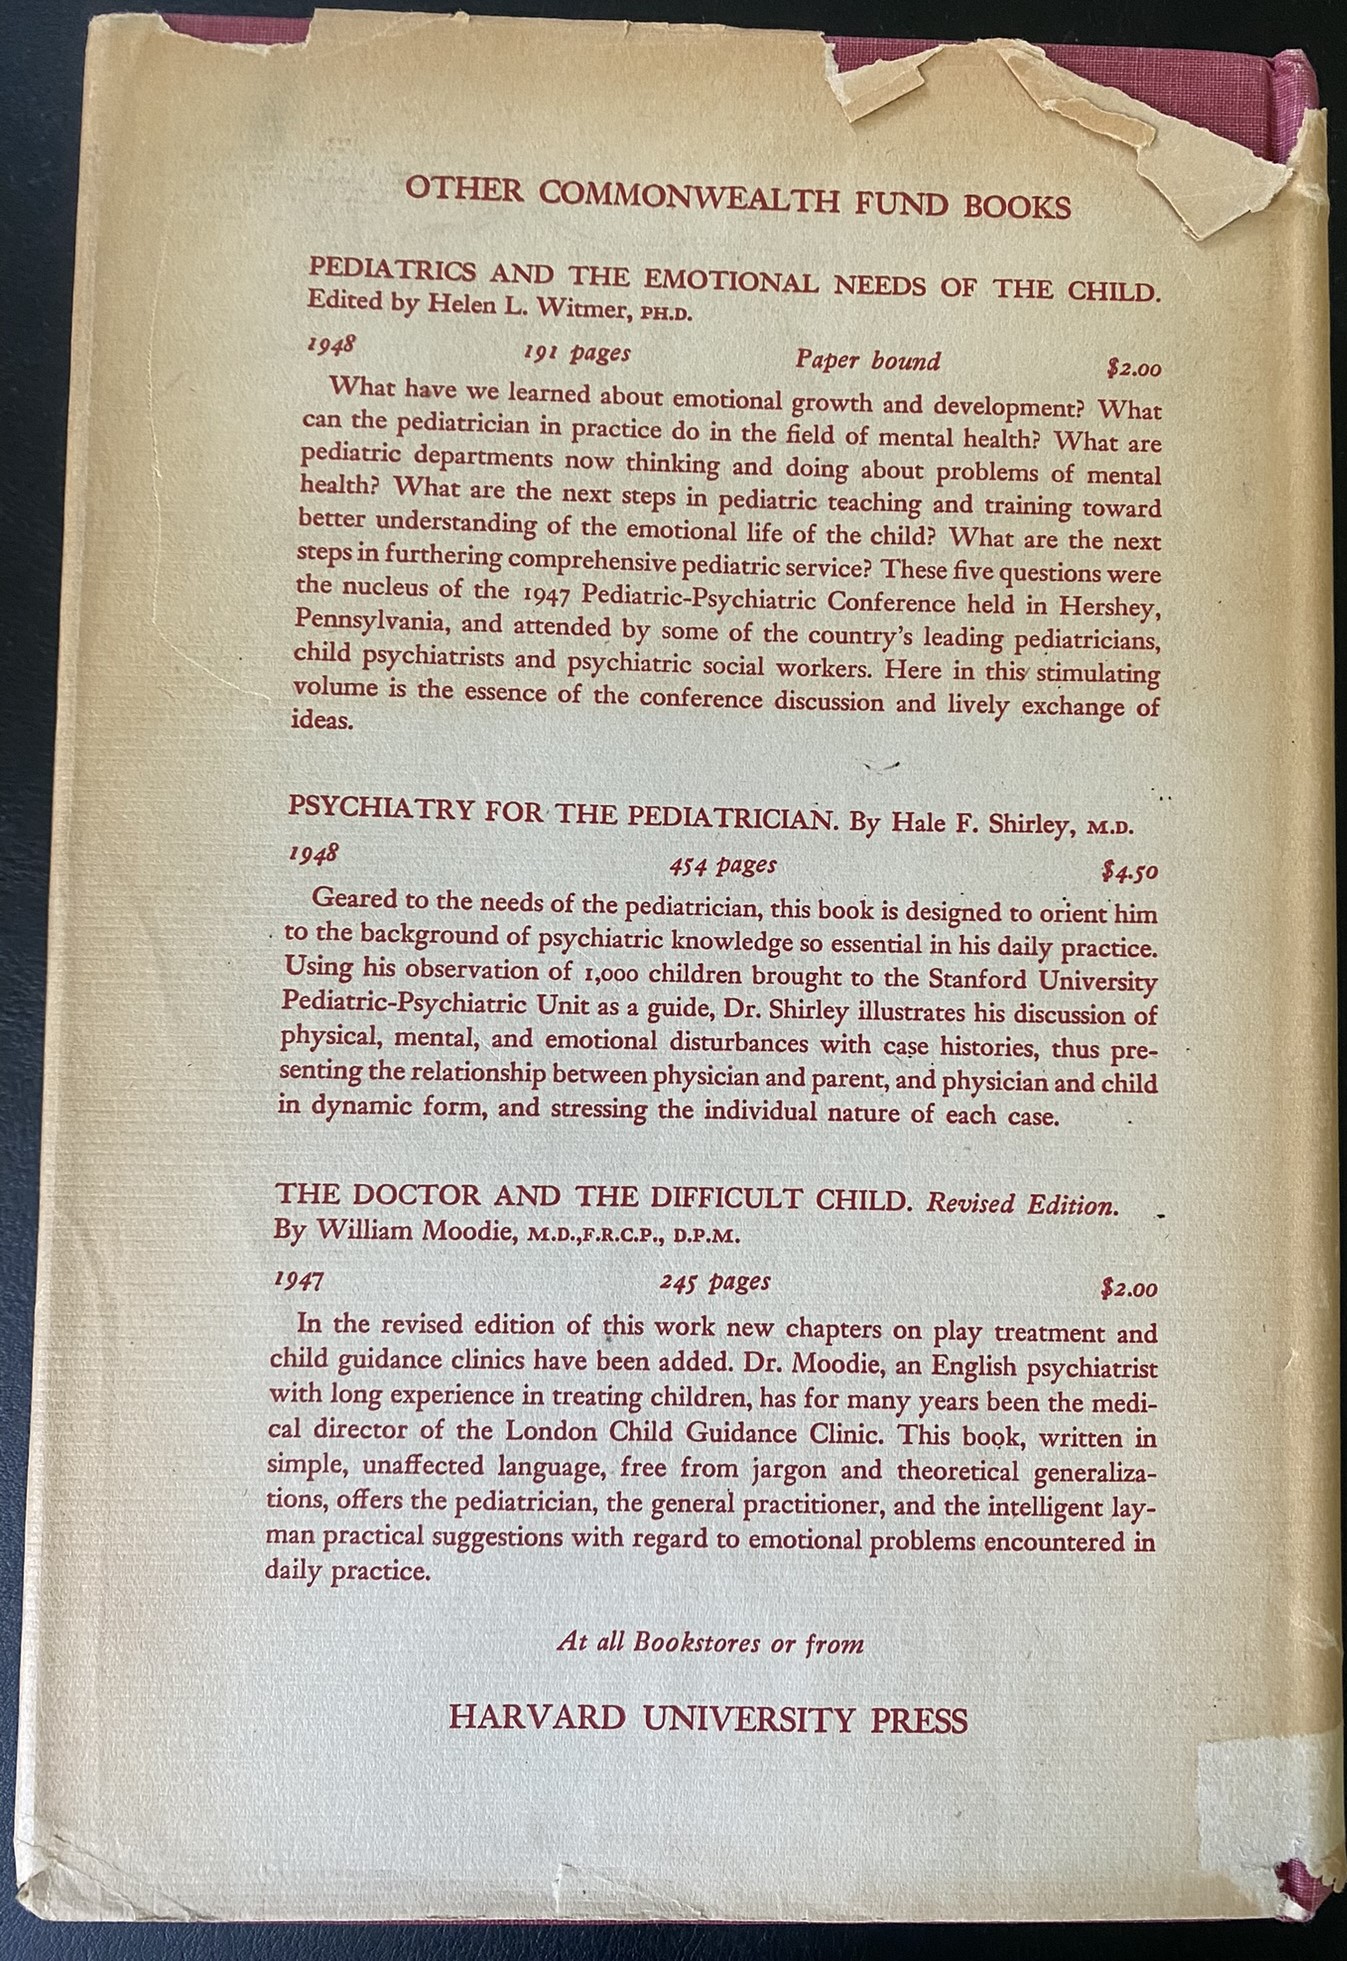 OTHER COMMONWEALTH FUND BOOKS
PEDIATRICS AND THE EMOTIONAL NEEDS OF THE CHILD.
Edited by Helen L. Witmer, PH.D.
1948 191 pages Paper bound $2.00
What have we learned about emotional growth and development? What
can the pediatrician in practice do in the field of mental health? What are
pediatric departments now thinking and doing about problems of mental
health? What are the next steps in pediatric teaching and training toward
better understanding of the emotional life of the child? What are the next
steps in furthering comprehensive pediatric service? These five questions were
the nucleus of the 1947 Pediatric-Psychiatric Conference held in Hershey,
Pennsylvania, and attended by some of the country's leading pediatricians,
child psychiatrists and psychiatric social workers. Here in this stimulating
volume is the essence of the conference discussion and lively exchange of
ideas.
PSYCHIATRY FOR THE PEDIATRICIAN. By Hale F. Shirley, M.D.
1948 454 pages $4.50
Geared to the needs of the pediatrician, this book is designed to orient him
to the background of psychiatric knowledge so essential in his daily practice.
Using his observation of 1,000 children brought to the Stanford University
Pediatric-Psychiatric Unit as a guide, Dr. Shirley illustrates his discussion of
physical, mental, and emotional disturbances with case histories, thus pre-
senting the relationship between physician and parent, and physician and child
in dynamic form, and stressing the individual nature of each case.
THE DOCTOR AND THE DIFFICULT CHILD. Revised Edition.
By William Moodie, M.D.,F.R.C.P., D.P.M.
1947 245 pages $2.00
In the revised edition of this work new chapters on play treatment and
child guidance clinics have been added. Dr. Moodie, an English psychiatrist
with long experience in treating children, has for many years been the medi-
cal director of the London Child Guidance Clinic. This book, written in
simple, unaffected language, free from jargon and theoretical generaliza-
tions, offers the pediatrician, the general practitioner, and the intelligent lay-
man practical suggestions with regard to emotional problems encountered in
daily practice.
At all Bookstores or from
HARVARD UNIVERSITY PRESS